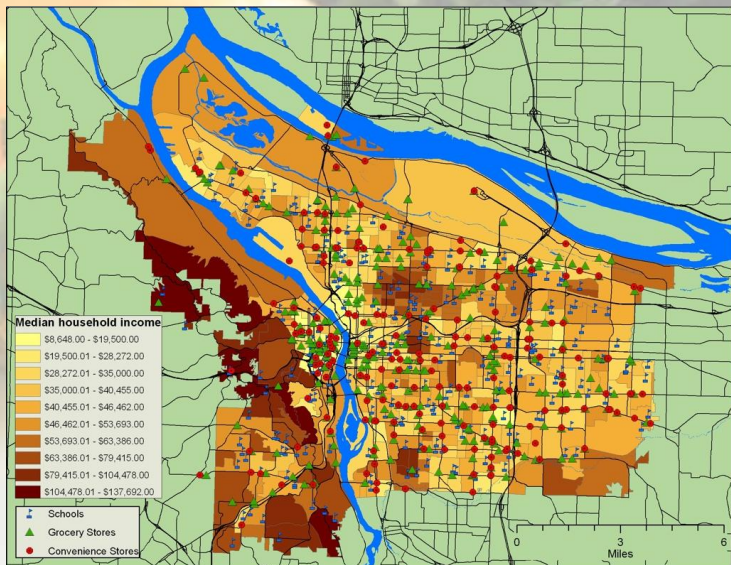 Median household income
$8,648.00 - $19,500.00
$19,500.01 - $28,272.00
$28,272.01 - $35,000.00
$35,000.01 - $40,455.00
$40,455.01 - $46,462.00
$46,462.01 - $53,693.00
$53,693.01 - $63,386.00
$63,386.01 - $79,415.00
$79,415.01 - $104,478.00
$104,478.01 - $137,692.00
Schools
Grocery Stores
Convenience Stores
0 3 6
Miles